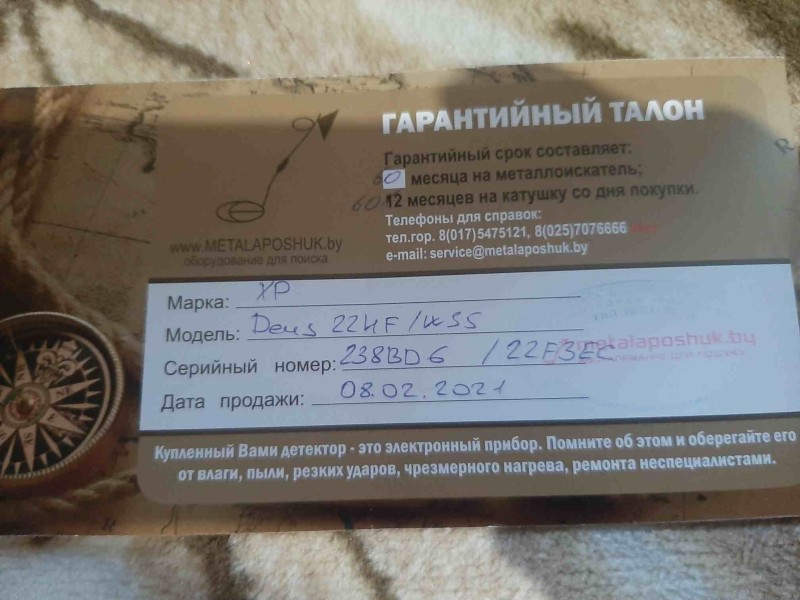 ГАРАНТИЙНЫЙ ТАЛОН
Гарантийный срок составляет:
60 месяца на металлоискатель;
12 месяцев на катушку со дня покупки.
Телефоны для справок:
тел.гор. 8(017)5475121, 8(025)7076666
e-mail: service@metalaposhuk.by
www.METALAPOSHUK.by
оборудование для поиска
Марка: XP
Модель: Deus 22HF/WS5
Серийный номер: 238BD6 / 22F3EC
metalaposhuk.by
Дата продажи: 08.02.2021
Купленный Вами детектор - это электронный прибор. Помните об этом и оберегайте его
от влаги, пыли, резких ударов, чрезмерного нагрева, ремонта неспециалистами.